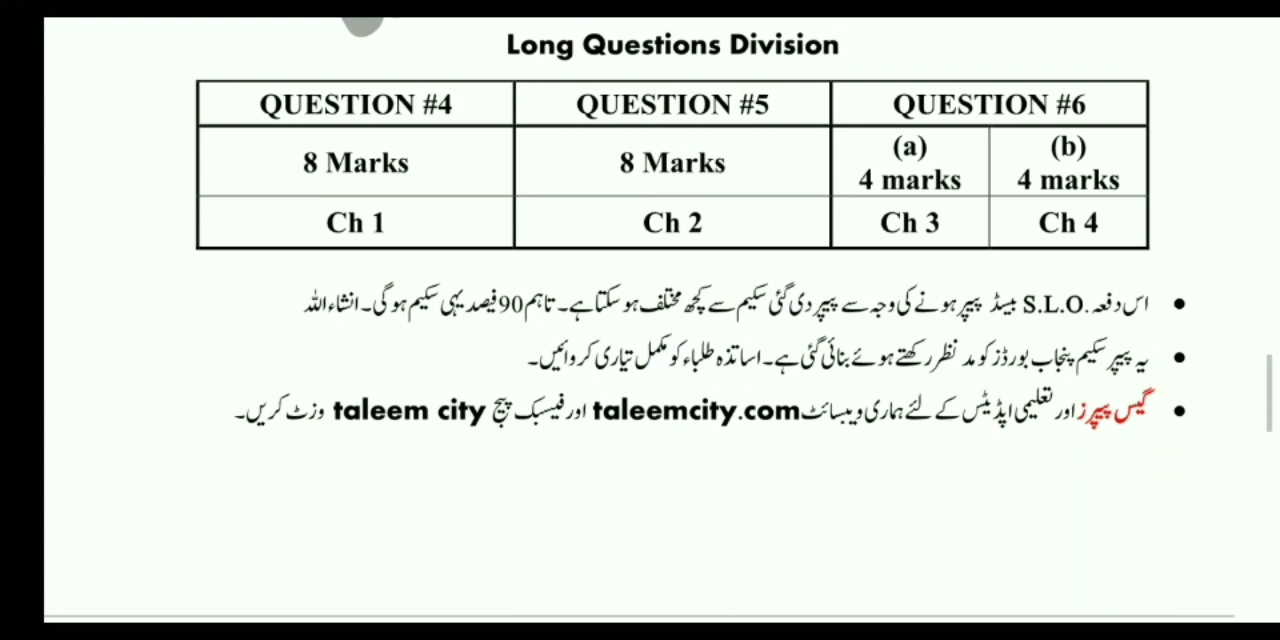 Long Questions Division
QUESTION #4 QUESTION #5 QUESTION #6
8 Marks 8 Marks (a) 4 marks (b) 4 marks
Ch 1 Ch 2 Ch 3 Ch 4
• اس دفعہ S.L.O. بیسڈ پیپر ہونے کی وجہ سے پیپر دی گئی سکیم سے کچھ مختلف ہو سکتا ہے۔ تاہم 90 فیصد یہی سکیم ہو گی۔ انشاءاللہ
• یہ پیپر سکیم پنجاب بورڈز کو مد نظر رکھتے ہوئے بنائی گئی ہے۔ اساتذہ طلباء کو مکمل تیاری کروائیں۔
• گیس پیپرز اور تعلیمی اپڈیٹس کے لئے ہماری ویبسائٹ taleemcity.com اور فیسبک پیج taleem city وزٹ کریں۔